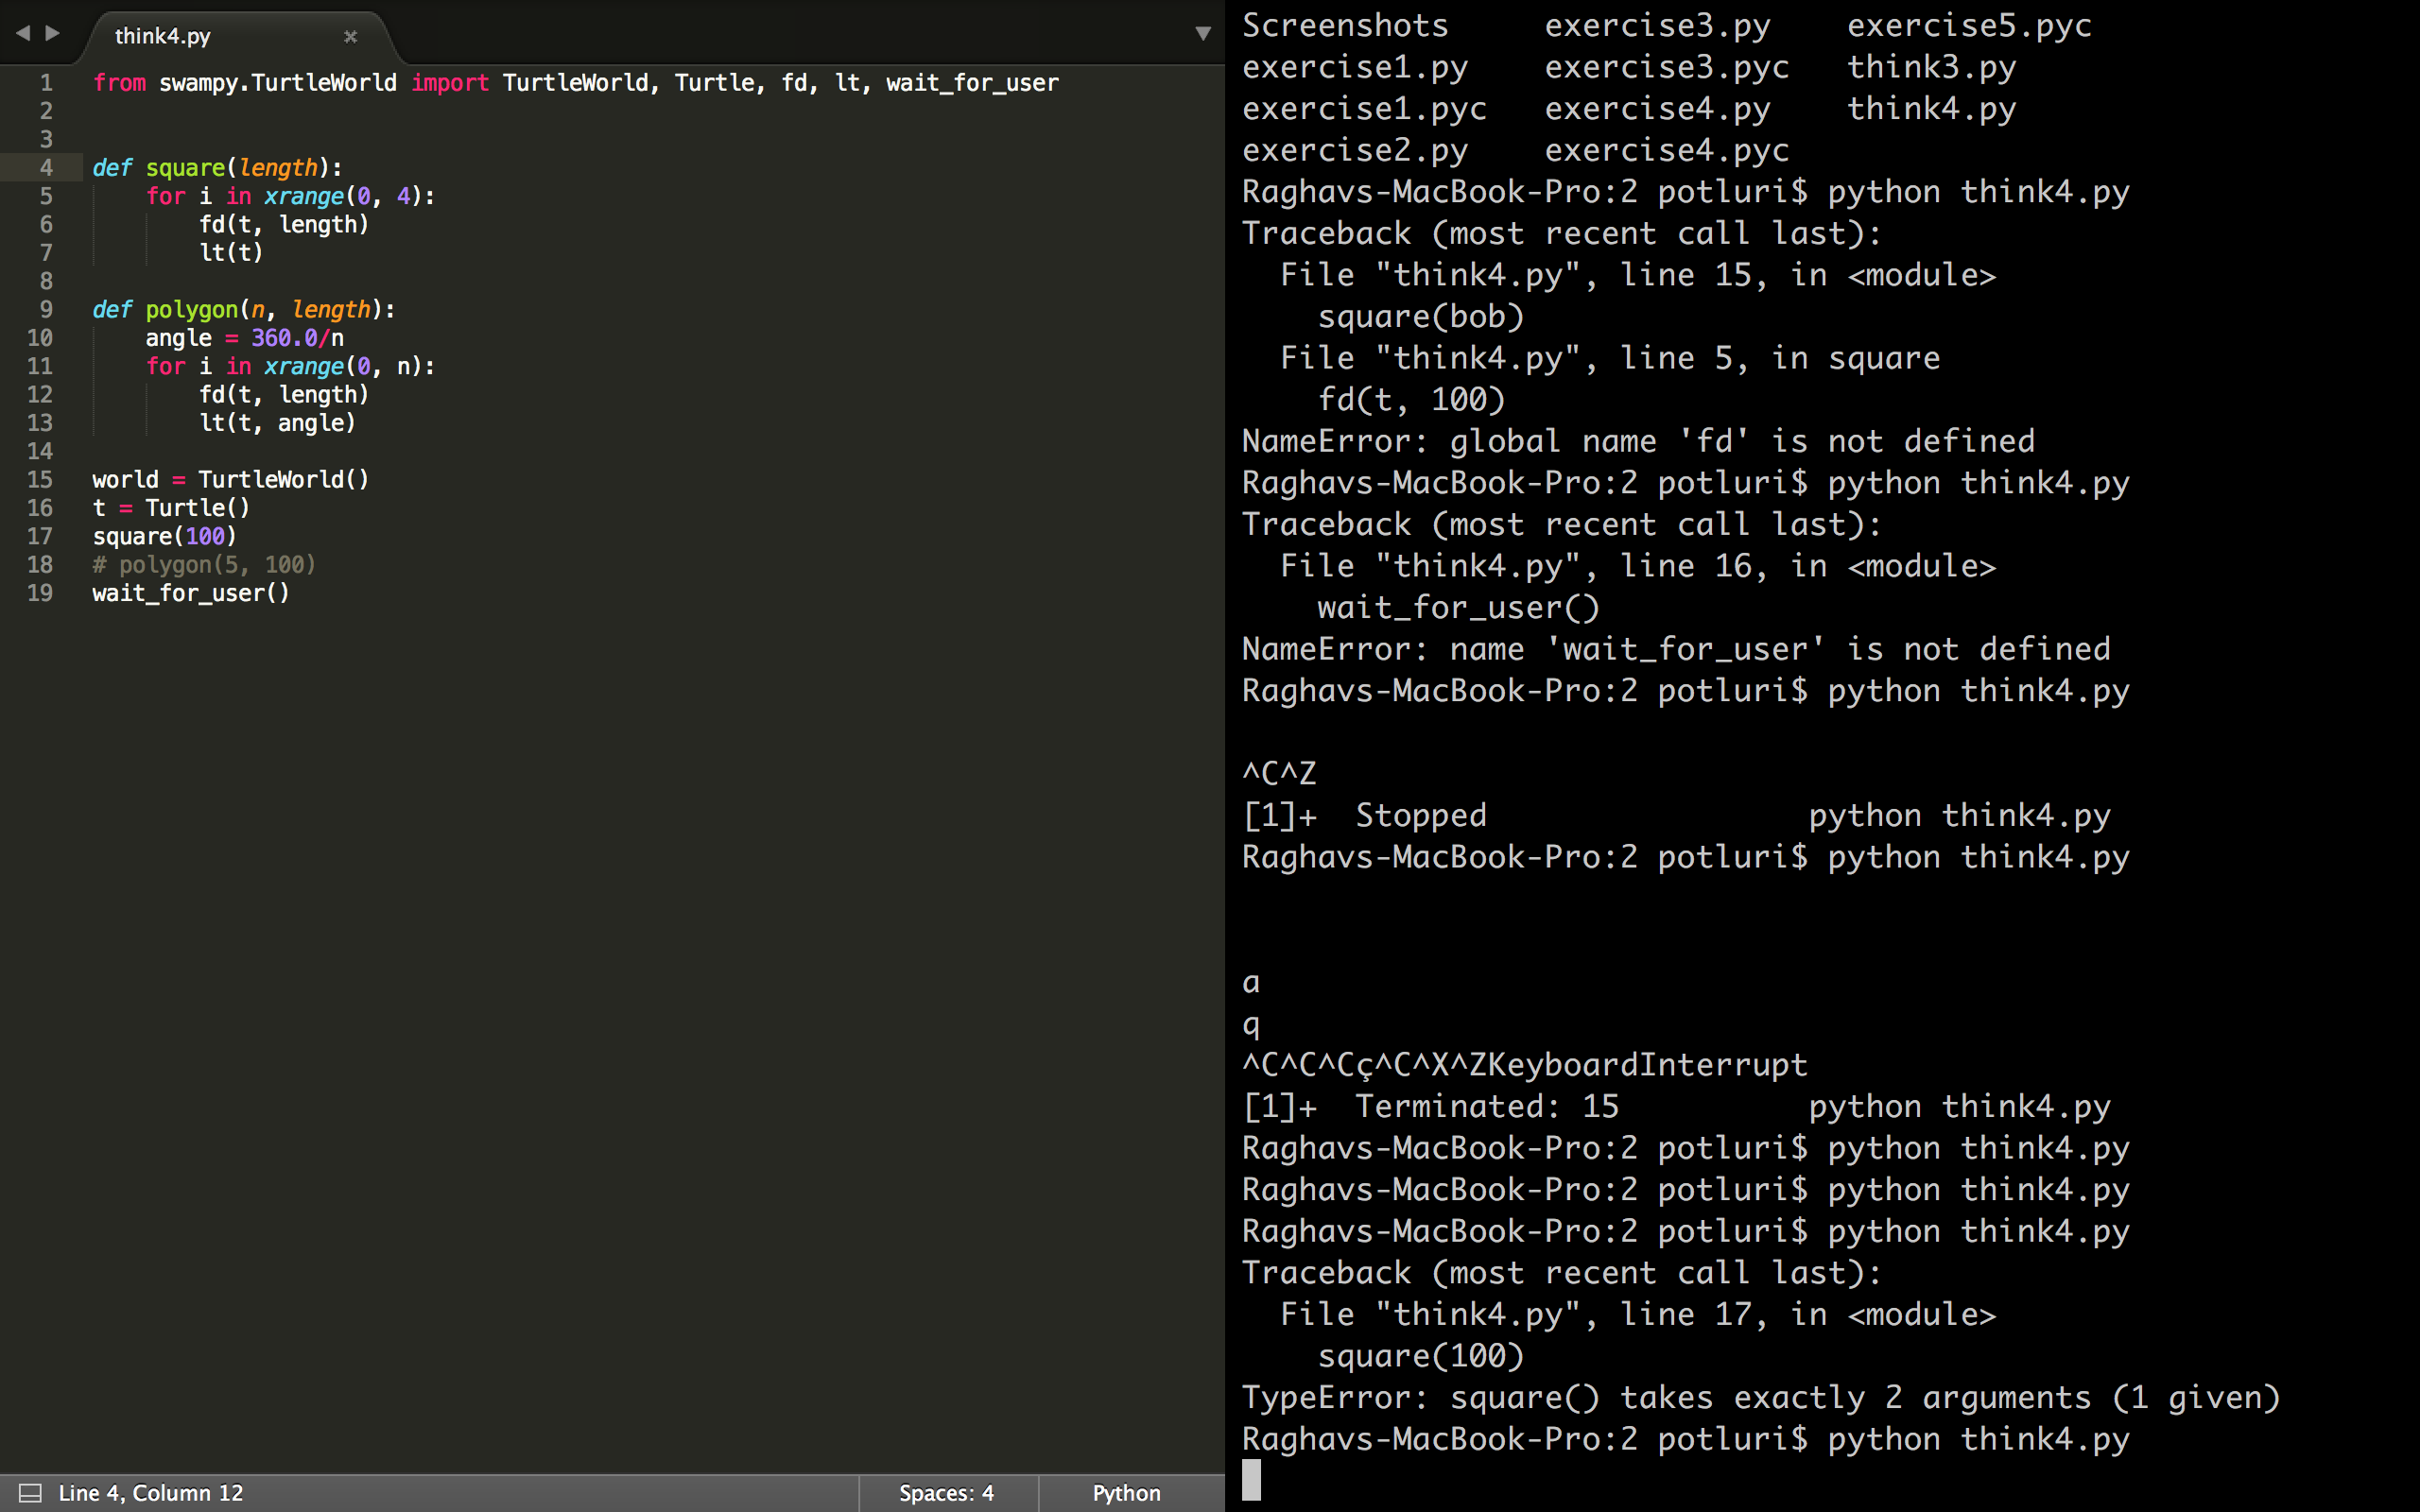 think4.py
1 from swampy.TurtleWorld import TurtleWorld, Turtle, fd, lt, wait_for_user
2
3
4 def square(length):
5     for i in xrange(0, 4):
6         fd(t, length)
7         lt(t)
8
9 def polygon(n, length):
10     angle = 360.0/n
11     for i in xrange(0, n):
12         fd(t, length)
13         lt(t, angle)
14
15 world = TurtleWorld()
16 t = Turtle()
17 square(100)
18 # polygon(5, 100)
19 wait_for_user()
Line 4, Column 12 Spaces: 4 Python
Screenshots exercise3.py exercise5.pyc
exercise1.py exercise3.pyc think3.py
exercise1.pyc exercise4.py think4.py
exercise2.py exercise4.pyc
Raghavs-MacBook-Pro:2 potluri$ python think4.py
Traceback (most recent call last):
  File "think4.py", line 15, in <module>
    square(bob)
  File "think4.py", line 5, in square
    fd(t, 100)
NameError: global name 'fd' is not defined
Raghavs-MacBook-Pro:2 potluri$ python think4.py
Traceback (most recent call last):
  File "think4.py", line 16, in <module>
    wait_for_user()
NameError: name 'wait_for_user' is not defined
Raghavs-MacBook-Pro:2 potluri$ python think4.py
^C^Z
[1]+  Stopped                 python think4.py
Raghavs-MacBook-Pro:2 potluri$ python think4.py
a
q
^C^C^Cç^C^X^ZKeyboardInterrupt
[1]+  Terminated: 15          python think4.py
Raghavs-MacBook-Pro:2 potluri$ python think4.py
Raghavs-MacBook-Pro:2 potluri$ python think4.py
Raghavs-MacBook-Pro:2 potluri$ python think4.py
Traceback (most recent call last):
  File "think4.py", line 17, in <module>
    square(100)
TypeError: square() takes exactly 2 arguments (1 given)
Raghavs-MacBook-Pro:2 potluri$ python think4.py